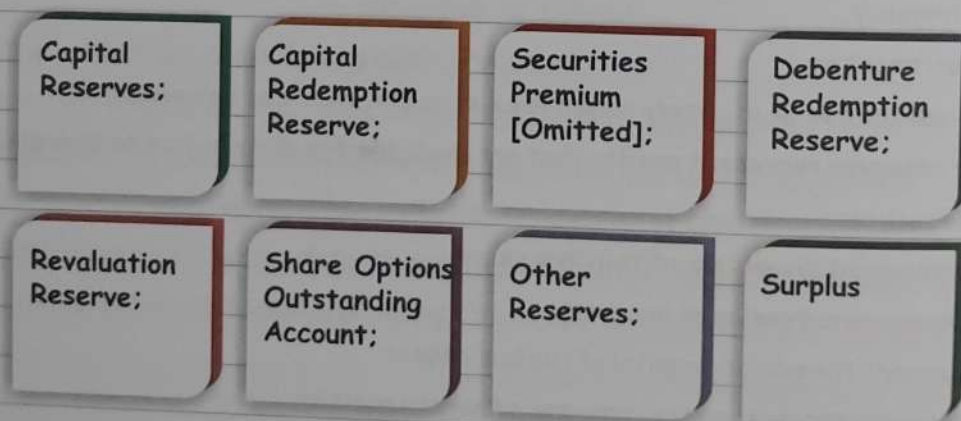 Capital
Reserves;
Capital
Redemption
Reserve;
Securities
Premium
[Omitted];
Debenture
Redemption
Reserve;
Revaluation
Reserve;
Share Options
Outstanding
Account;
Other
Reserves;
Surplus